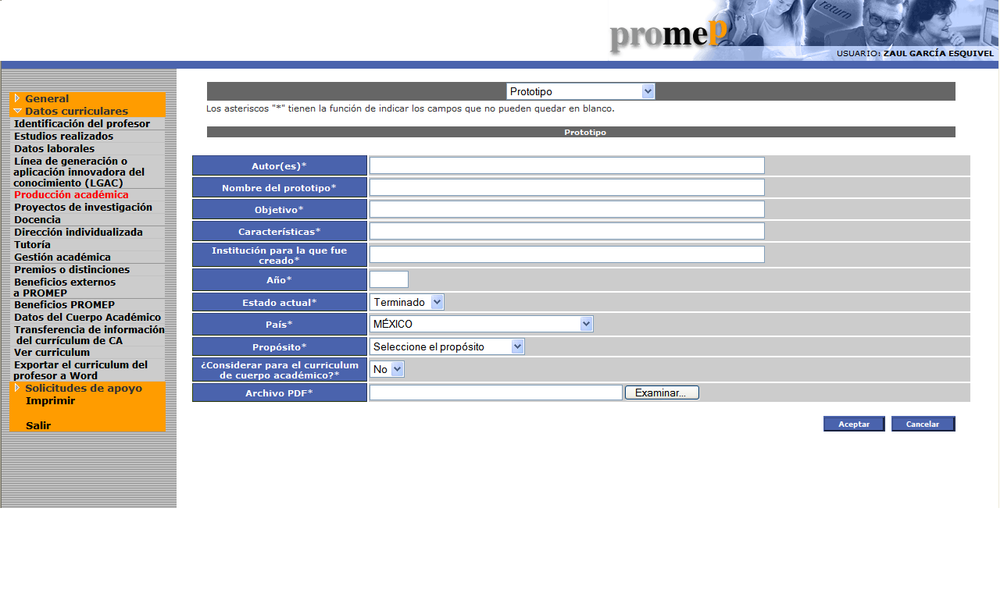 return
promep
USUARIO: ZAUL GARCÍA ESQUIVEL
General
Datos curriculares
Identificación del profesor
Estudios realizados
Datos laborales
Línea de generación o
aplicación innovadora del
conocimiento (LGAC)
Producción académica
Proyectos de investigación
Docencia
Dirección individualizada
Tutoría
Gestión académica
Premios o distinciones
Beneficios externos
a PROMEP
Beneficios PROMEP
Datos del Cuerpo Académico
Transferencia de información
del currículum de CA
Ver curriculum
Exportar el curriculum del
profesor a Word
Solicitudes de apoyo
Imprimir
Salir
Prototipo
Los asteriscos "*" tienen la función de indicar los campos que no pueden quedar en blanco.
Prototipo
Autor(es)*
Nombre del prototipo*
Objetivo*
Características*
Institución para la que fue
creado*
Año*
Estado actual* Terminado
País* MÉXICO
Propósito* Seleccione el propósito
¿Considerar para el curriculum
de cuerpo académico?* No
Archivo PDF* Examinar...
Aceptar Cancelar